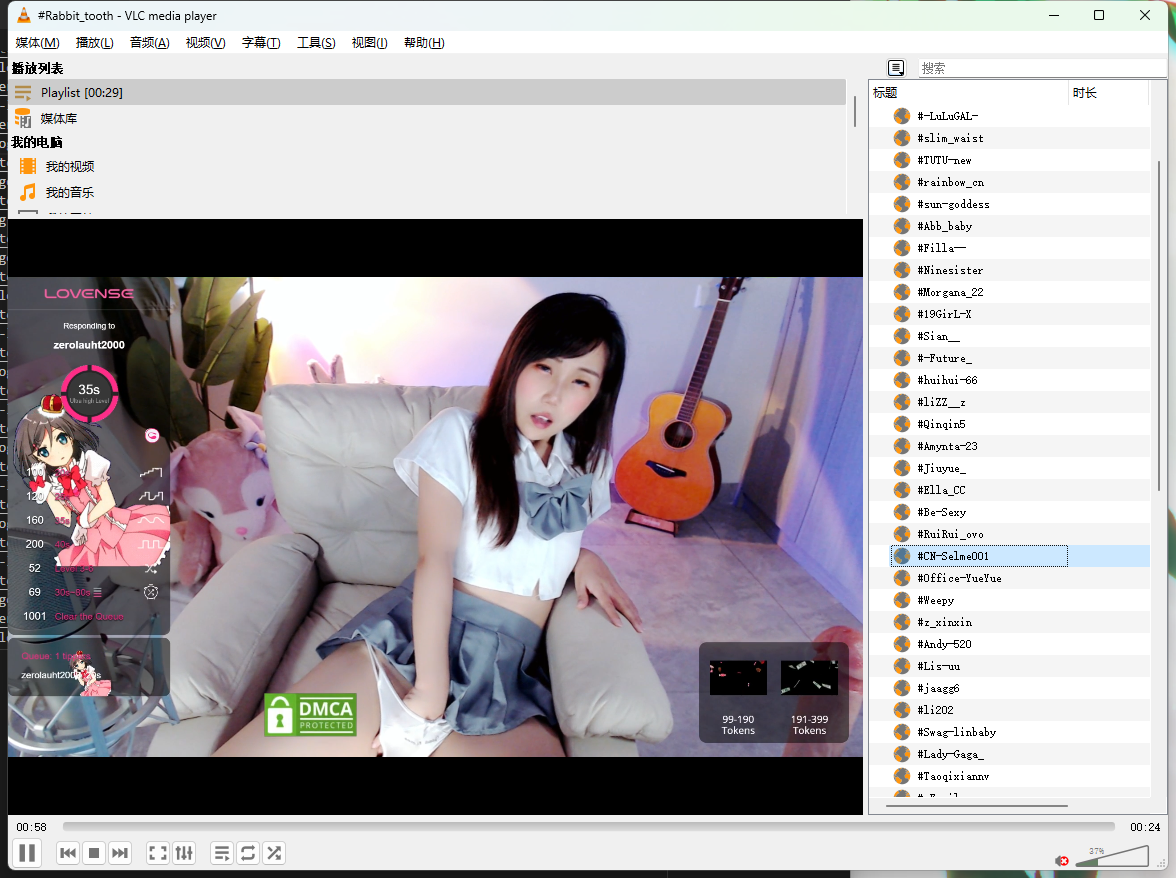 #Rabbit_tooth - VLC media player
媒体(M) 播放(L) 音频(A) 视频(V) 字幕(T) 工具(S) 视图(I) 帮助(H)
播放列表
Playlist [00:29]
媒体库
我的电脑
我的视频
我的音乐
LOVENSE
Responding to
zerolauht2000
35s
Ultra high Level
100
120
160 35s
200 40s
52
69 30s-60s
1001 Clear the Queue
zerolauht200
DMCA
PROTECTED
99-190
Tokens
191-399
Tokens
搜索
标题 时长
#-LuLuGAL-
#slim_waist
#TUTU-new
#rainbow_cn
#sun-goddess
#Abb_baby
#Filla--
#Ninesister
#Morgana_22
#19GirL-X
#Sian__
#-Future_
#huihui-66
#liZZ__z
#Qinqin5
#Amynta-23
#Jiuyue_
#Ella_CC
#Be-Sexy
#RuiRui_ovo
#CN-Selme001
#Office-YueYue
#Weepy
#z_xinxin
#Andy-520
#Lis-uu
#jaagg6
#li202
#Swag-linbaby
#Lady-Gaga_
#Taoqixiannv
00:58
00:24
37%